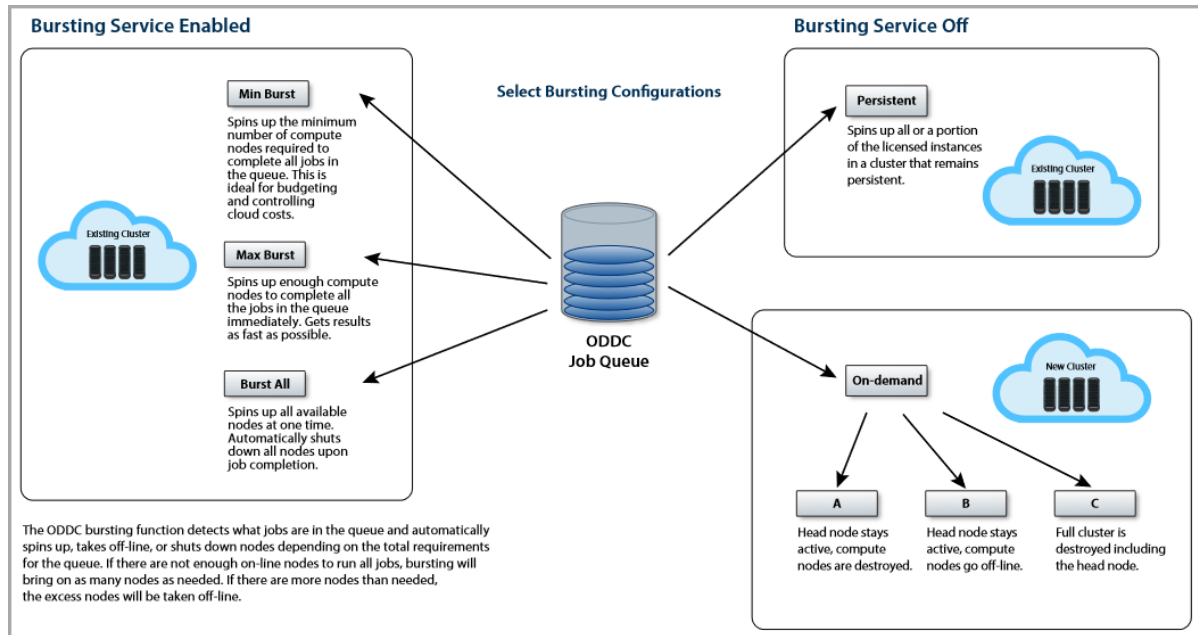 Bursting Service Enabled
Min Burst
Spins up the minimum
number of compute
nodes required to
complete all jobs in
the queue. This is
ideal for budgeting
and controlling
cloud costs.
Existing Cluster
Max Burst
Spins up enough compute
nodes to complete all
the jobs in the queue
immediately. Gets results
as fast as possible.
Burst All
Spins up all available
nodes at one time.
Automatically shuts
down all nodes upon
job completion.
The ODDC bursting function detects what jobs are in the queue and automatically
spins up, takes off-line, or shuts down nodes depending on the total requirements
for the queue. If there are not enough on-line nodes to run all jobs, bursting will
bring on as many nodes as needed. If there are more nodes than needed,
the excess nodes will be taken off-line.
Select Bursting Configurations
ODDC
Job Queue
Bursting Service Off
Persistent
Spins up all or a portion
of the licensed instances
in a cluster that remains
persistent.
Existing Cluster
On-demand
New Cluster
A
Head node stays
active, compute
nodes are destroyed.
B
Head node stays
active, compute
nodes go off-line.
C
Full cluster is
destroyed including
the head node.